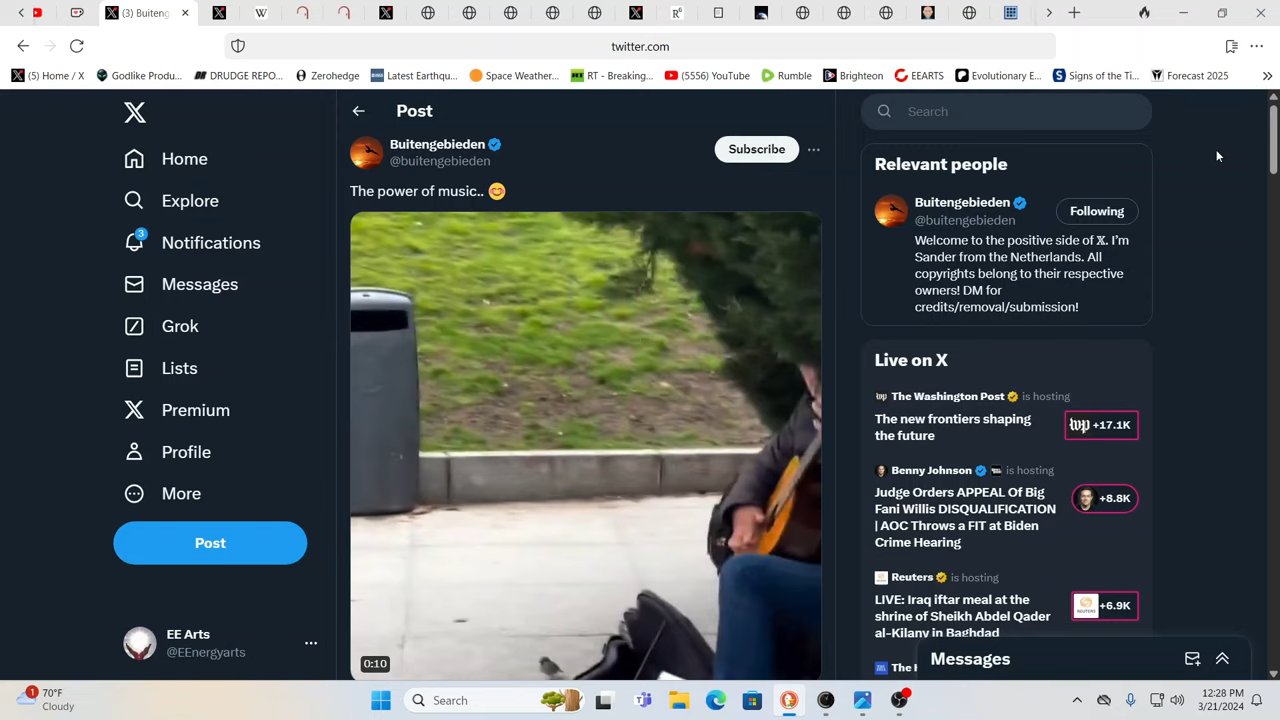 (3) Buiteng
twitter.com
(5) Home / X
Godlike Produ...
DRUDGE REPO...
Zerohedge
Latest Earthqu...
Space Weather...
RT - Breaking...
(5556) YouTube
Rumble
Brighteon
EEARTS
Evolutionary E...
Signs of the Ti...
Forecast 2025
Home
Explore
3
Notifications
Messages
Grok
Lists
Premium
Profile
More
Post
EE Arts
@EEnergyarts
Post
Buitengebieden
@buitengebieden
Subscribe
The power of music.. 😊
0:10
Search
Relevant people
Buitengebieden
@buitengebieden
Following
Welcome to the positive side of 𝕏. I'm
Sander from the Netherlands. All
copyrights belong to their respective
owners! DM for
credits/removal/submission!
Live on X
The Washington Post is hosting
The new frontiers shaping
the future
wp +17.1K
Benny Johnson is hosting
Judge Orders APPEAL Of Big
Fani Willis DISQUALIFICATION
| AOC Throws a FIT at Biden
Crime Hearing
+8.8K
Reuters is hosting
LIVE: Iraq iftar meal at the
shrine of Sheikh Abdel Qader
al-Kilany in Baghdad
REUTERS +6.9K
Messages
1
70°F
Cloudy
Search
12:28 PM
3/21/2024